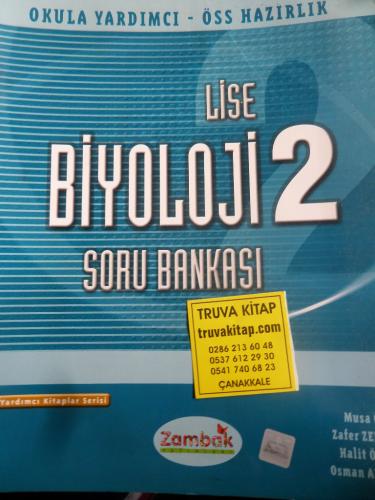 OKULA YARDIMCI - ÖSS HAZIRLIK
LİSE
BİYOLOJİ 2
SORU BANKASI
TRUVA KİTAP
truvakitap.com
0286 213 60 48
0537 612 29 30
0541 740 68 23
ÇANAKKALE
Yardımcı Kitaplar Serisi
Zambak
YAYINLARI
Musa
Zafer
Halit
Osman